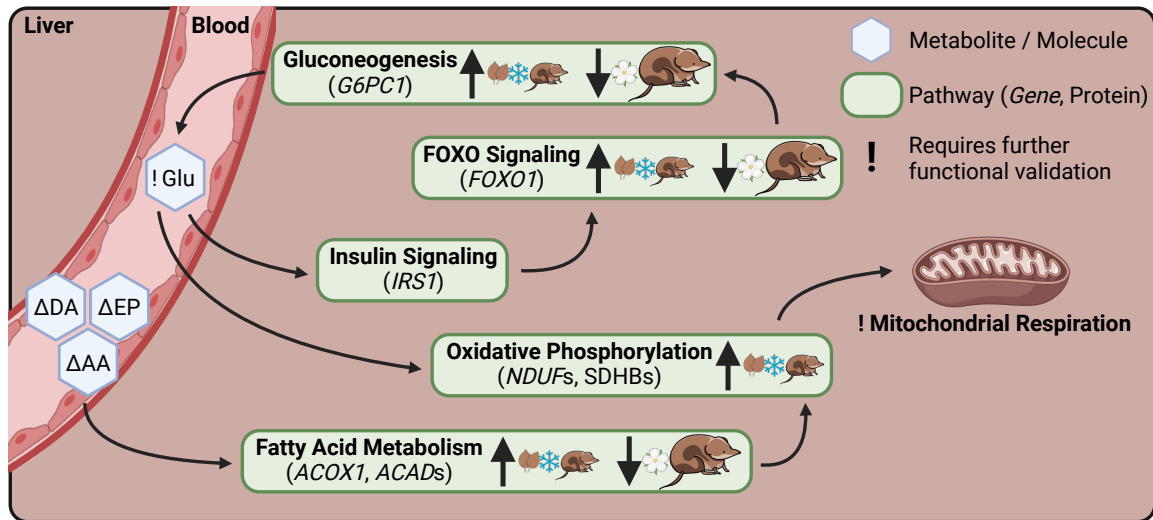 Liver
Blood
Gluconeogenesis
(G6PC1)
Metabolite / Molecule
Pathway (Gene, Protein)
! Requires further
functional validation
FOXO Signaling
(FOXO1)
! Glu
Insulin Signaling
(IRS1)
ΔDA
ΔEP
ΔAA
! Mitochondrial Respiration
Oxidative Phosphorylation
(NDUFs, SDHBs)
Fatty Acid Metabolism
(ACOX1, ACADs)